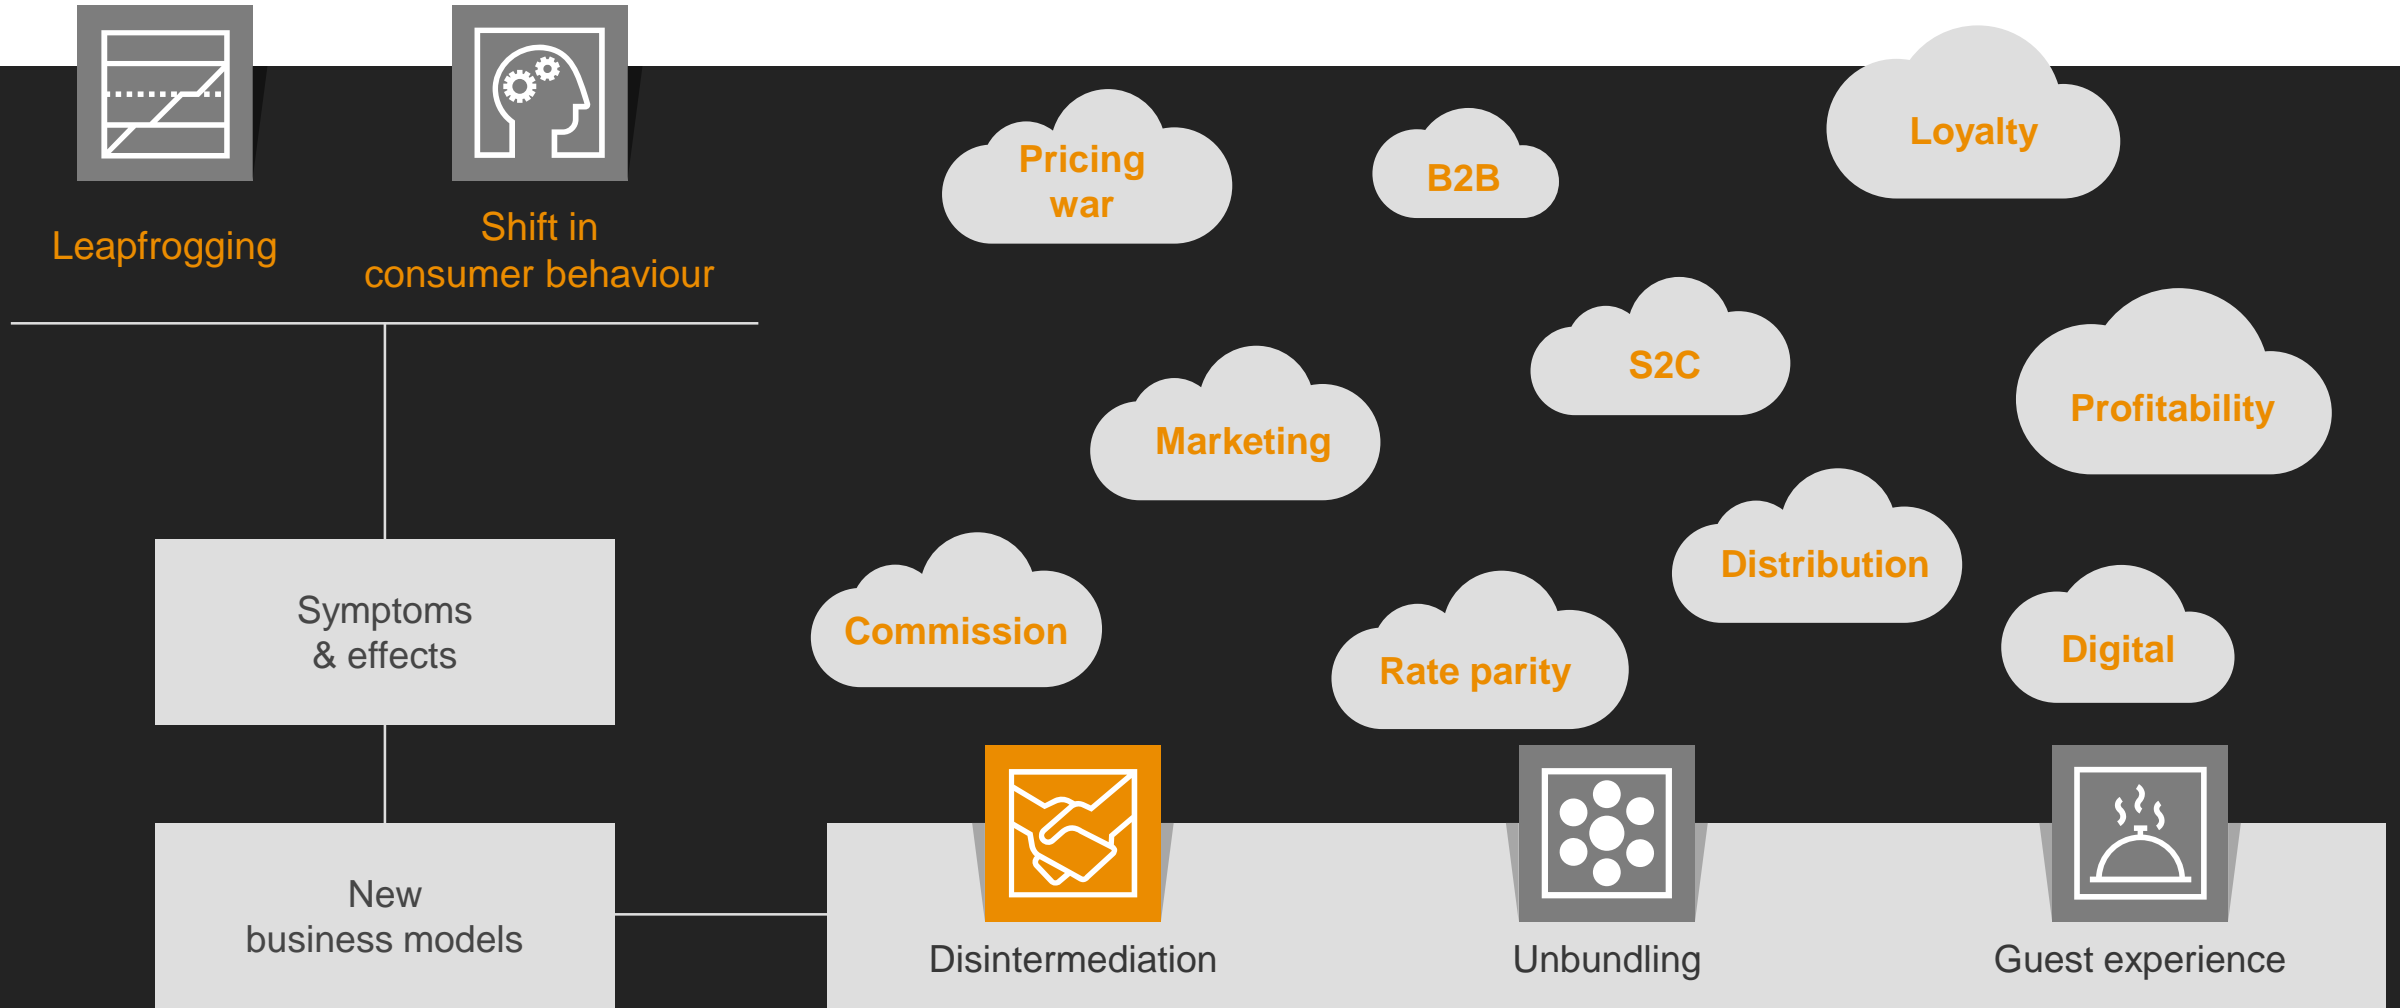 Leapfrogging
Shift in
consumer behaviour
Pricing
war
B2B
Loyalty
S2C
Profitability
Marketing
Distribution
Commission
Rate parity
Digital
Symptoms
& effects
New
business models
Disintermediation
Unbundling
Guest experience